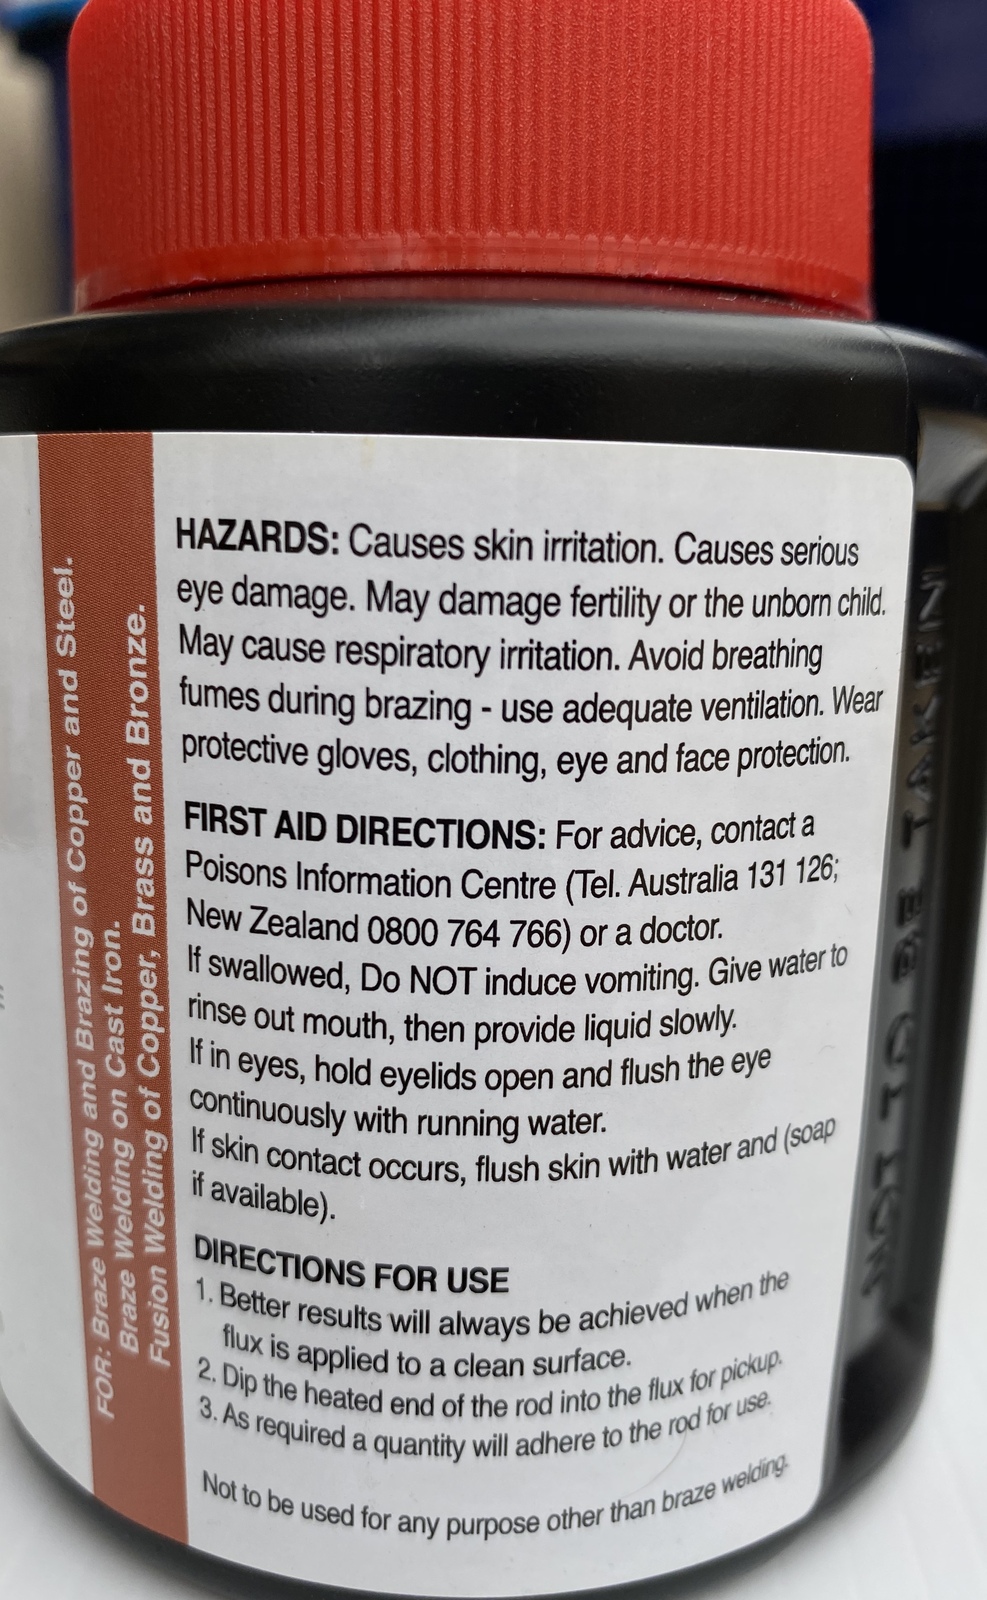 FOR: Braze Welding and Brazing of Copper and Steel.
Braze Welding on Cast Iron.
Fusion Welding of Copper, Brass and Bronze.
HAZARDS: Causes skin irritation. Causes serious
eye damage. May damage fertility or the unborn child.
May cause respiratory irritation. Avoid breathing
fumes during brazing - use adequate ventilation. Wear
protective gloves, clothing, eye and face protection.
FIRST AID DIRECTIONS: For advice, contact a
Poisons Information Centre (Tel. Australia 131 126;
New Zealand 0800 764 766) or a doctor.
If swallowed, Do NOT induce vomiting. Give water to
rinse out mouth, then provide liquid slowly.
If in eyes, hold eyelids open and flush the eye
continuously with running water.
If skin contact occurs, flush skin with water and (soap
if available).
DIRECTIONS FOR USE
1. Better results will always be achieved when the
flux is applied to a clean surface.
2. Dip the heated end of the rod into the flux for pickup.
3. As required a quantity will adhere to the rod for use.
Not to be used for any purpose other than braze welding.
NOT TO BE TAKEN